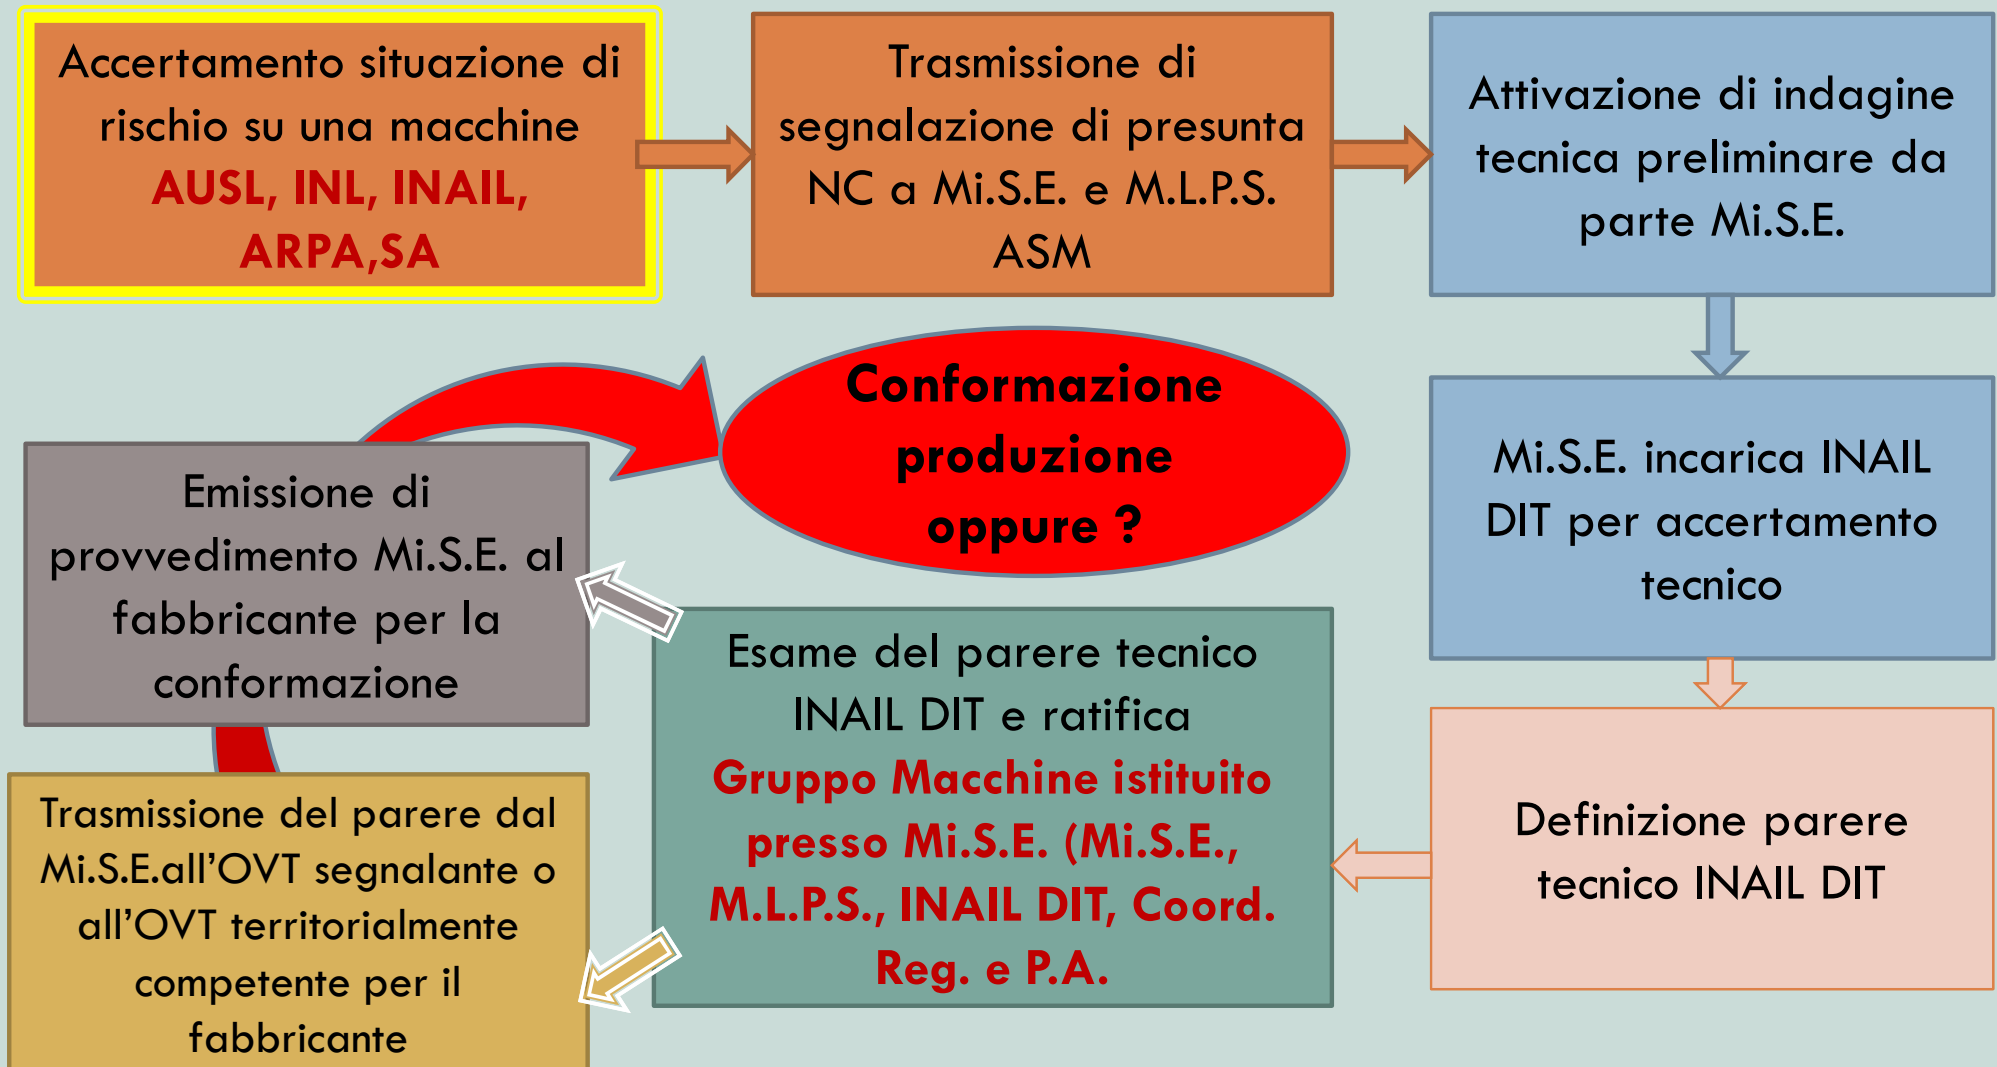 Accertamento situazione di
rischio su una macchine
AUSL, INL, INAIL,
ARPA,SA
Trasmissione di
segnalazione di presunta
NC a Mi.S.E. e M.L.P.S.
ASM
Attivazione di indagine
tecnica preliminare da
parte Mi.S.E.
Mi.S.E. incarica INAIL
DIT per accertamento
tecnico
Definizione parere
tecnico INAIL DIT
Esame del parere tecnico
INAIL DIT e ratifica
Gruppo Macchine istituito
presso Mi.S.E. (Mi.S.E.,
M.L.P.S., INAIL DIT, Coord.
Reg. e P.A.
Emissione di
provvedimento Mi.S.E. al
fabbricante per la
conformazione
Trasmissione del parere dal
Mi.S.E.all’OVT segnalante o
all’OVT territorialmente
competente per il
fabbricante
Conformazione
produzione
oppure ?